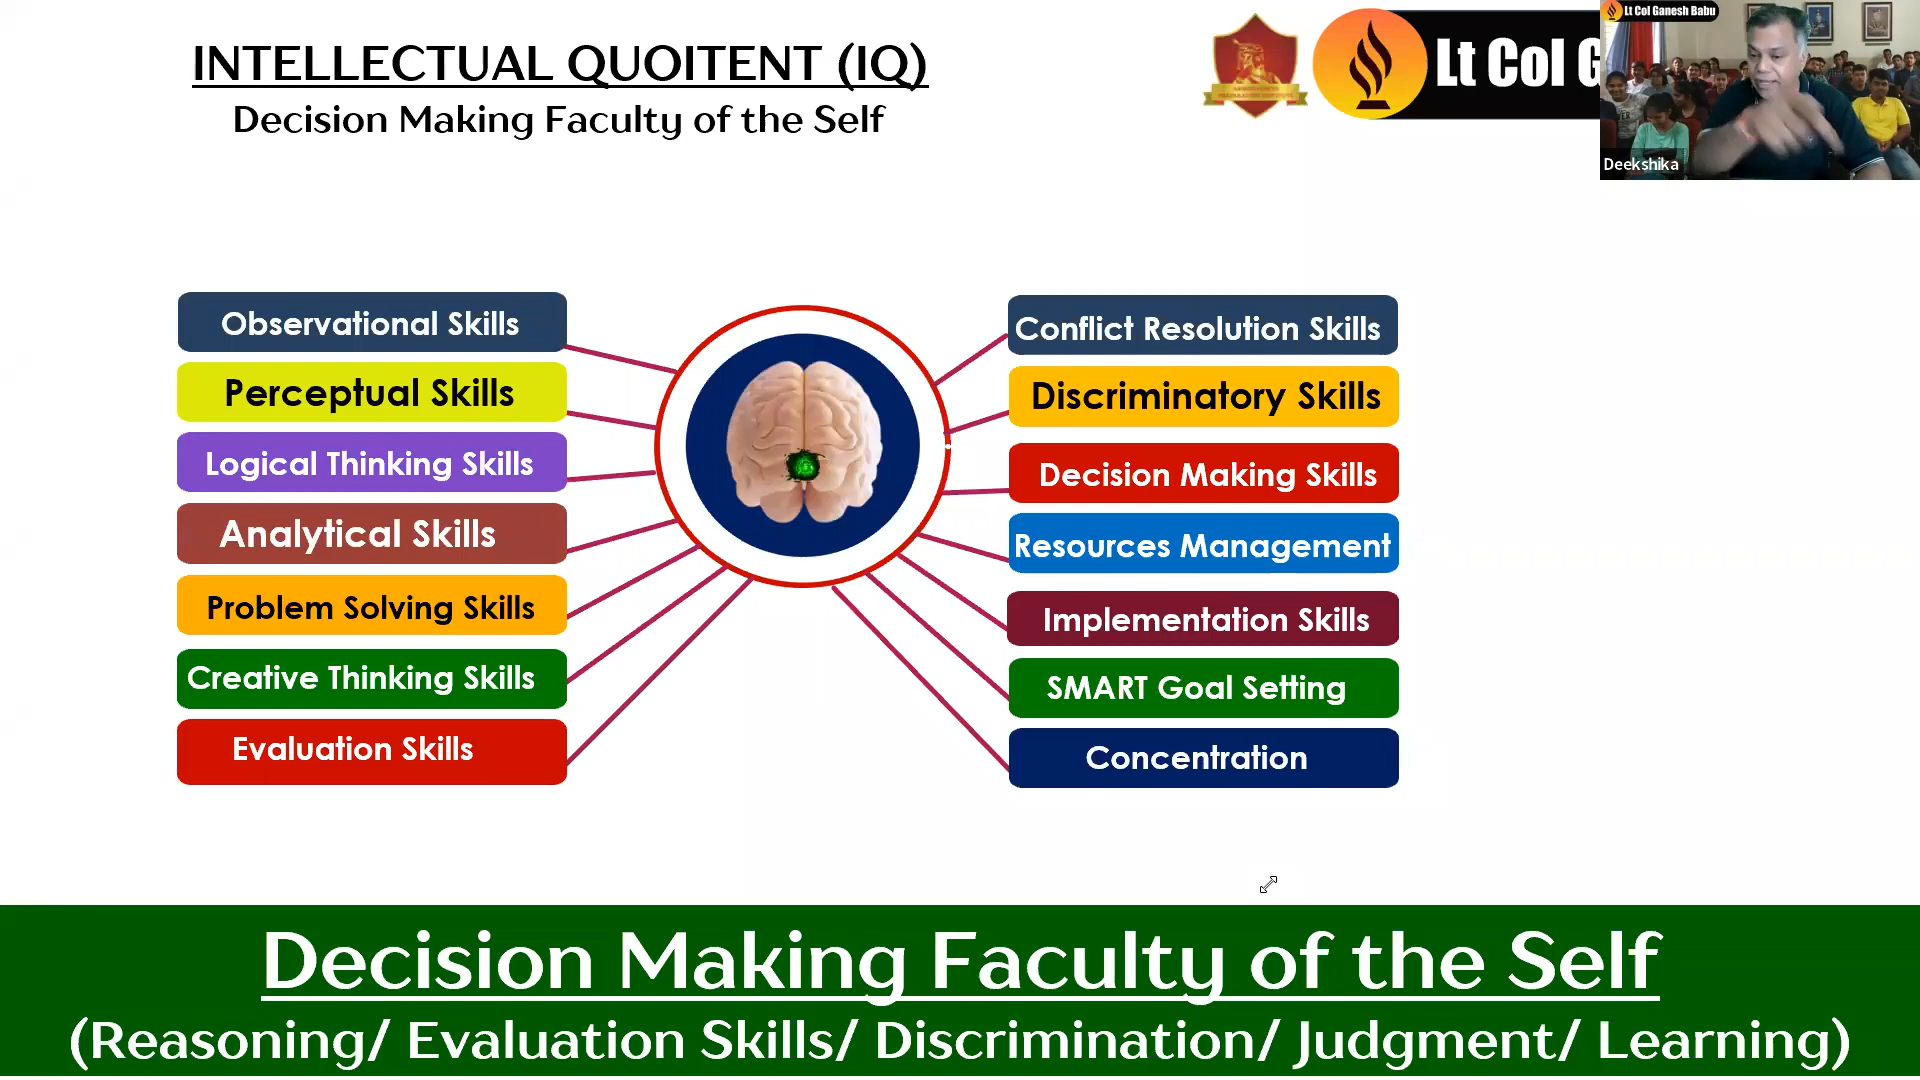 INTELLECTUAL QUOITENT (IQ)
Decision Making Faculty of the Self
Lt Col G
Lt Col Ganesh Babu
Deekshika
Observational Skills
Perceptual Skills
Logical Thinking Skills
Analytical Skills
Problem Solving Skills
Creative Thinking Skills
Evaluation Skills
Conflict Resolution Skills
Discriminatory Skills
Decision Making Skills
Resources Management
Implementation Skills
SMART Goal Setting
Concentration
Decision Making Faculty of the Self
(Reasoning/ Evaluation Skills/ Discrimination/ Judgment/ Learning)